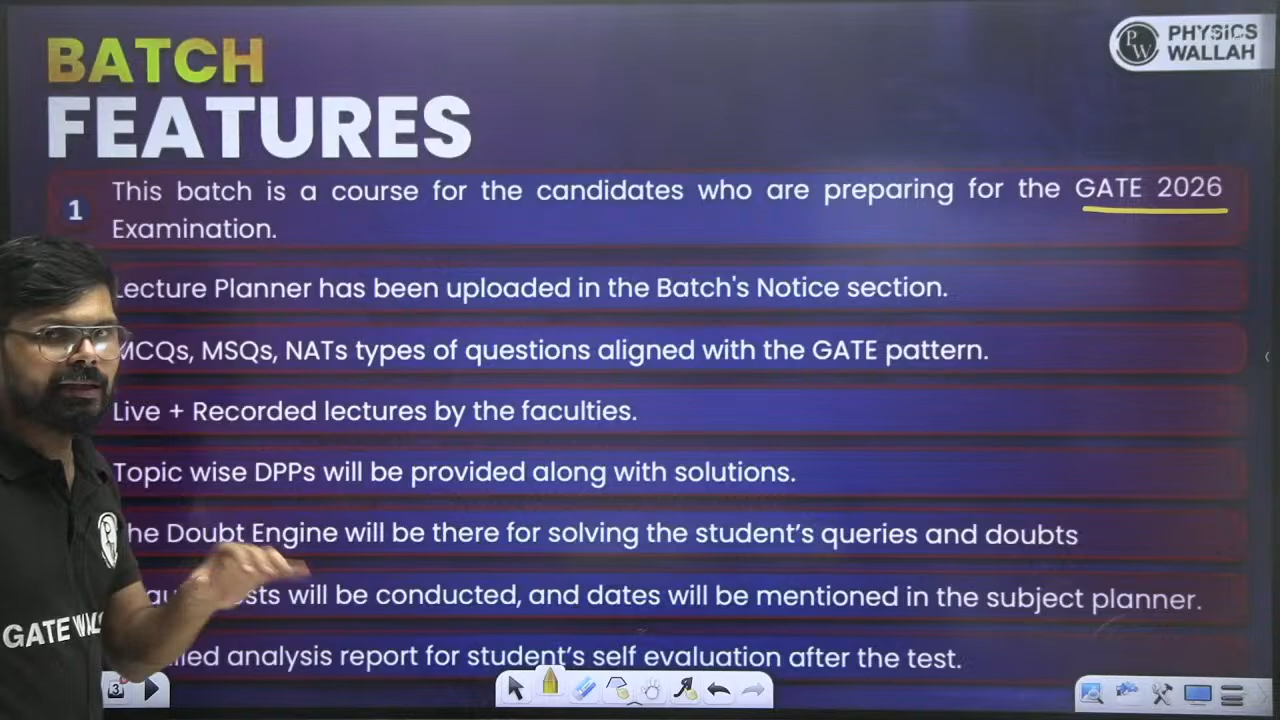 BATCH
FEATURES
PHYSICS
WALLAH
PW
1
This batch is a course for the candidates who are preparing for the GATE 2026
Examination.
Lecture Planner has been uploaded in the Batch's Notice section.
MCQs, MSQs, NATs types of questions aligned with the GATE pattern.
Live + Recorded lectures by the faculties.
Topic wise DPPs will be provided along with solutions.
he Doubt Engine will be there for solving the student's queries and doubts
will be conducted, and dates will be mentioned in the subject planner.
analysis report for student's self evaluation after the test.
GATE
3